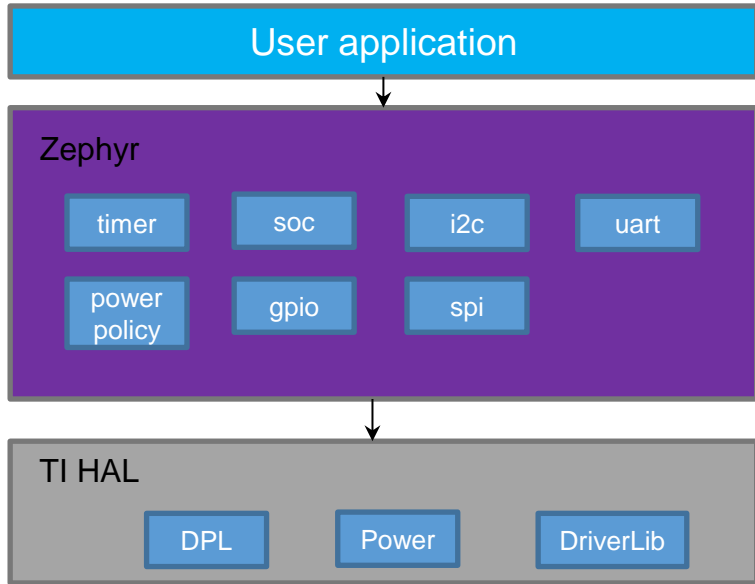 User application
Zephyr
timer
soc
i2c
uart
power
policy
gpio
spi
TI HAL
DPL
Power
DriverLib